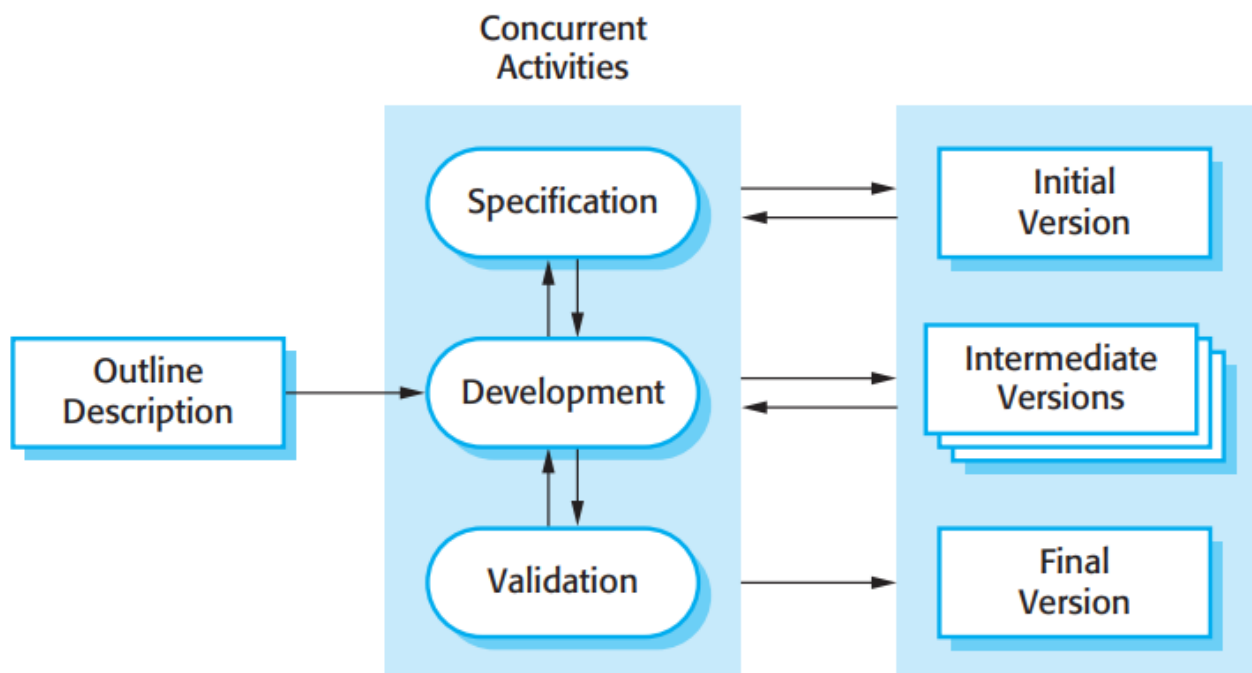 Concurrent
Activities
Specification
Initial
Version
Outline
Description
Development
Intermediate
Versions
Validation
Final
Version